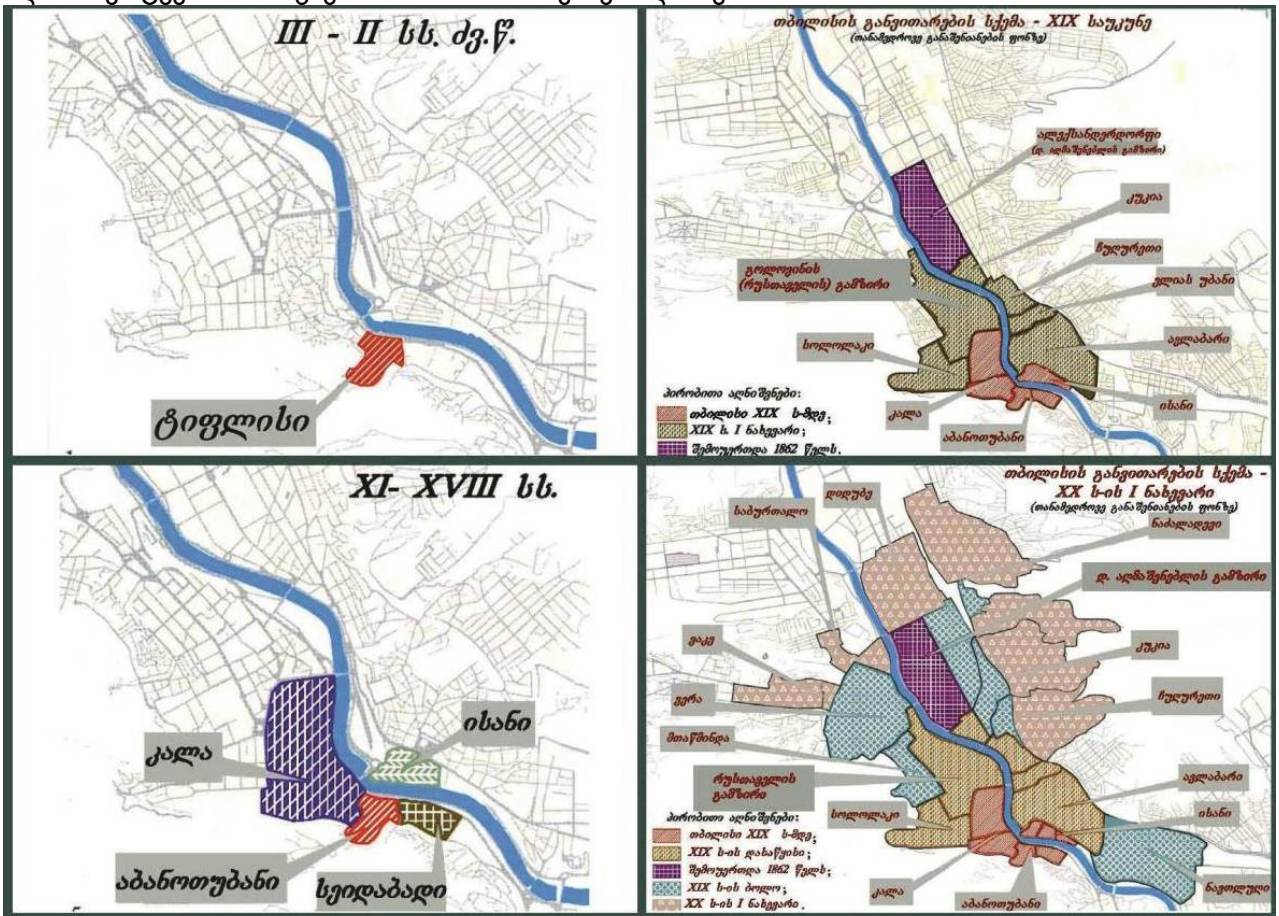 III - II სს. ძვ.წ.
ტიფლისი
თბილისის განვითარების სქემა - XIX საუკუნე
(თანამედროვე განაშენიანების ფონზე)
ალექსანდერდორფი
(დ. აღმაშენებლის გამზირი)
კუკია
ჩუღურეთი
გოლოვინის
(რუსთაველის) გამზირი
ელიას უბანი
სოლოლაკი
ავლაბარი
პირობითი აღნიშვნები:
თბილისი XIX ს-მდე;
XIX ს. I ნახევარი;
შემოუერთდა 1862 წელს.
კალა
ისანი
აბანოთუბანი
XI- XVIII სს.
ისანი
კალა
აბანოთუბანი
სეიდაბადი
თბილისის განვითარების სქემა -
XX ს-ის I ნახევარი
(თანამედროვე განაშენიანების ფონზე)
დიდუბე
საბურთალო
ნაძალადევი
დ. აღმაშენებლის გამზირი
ვაკე
კუკია
ვერა
ჩუღურეთი
მთაწმინდა
რუსთაველის
გამზირი
ავლაბარი
ისანი
სოლოლაკი
პირობითი აღნიშვნები:
თბილისი XIX ს-მდე;
XIX ს-ის დასაწყისი;
შემოუერთდა 1862 წელს;
XIX ს-ის ბოლო;
XX ს-ის I ნახევარი.
კალა
აბანოთუბანი
ნავთლუღი